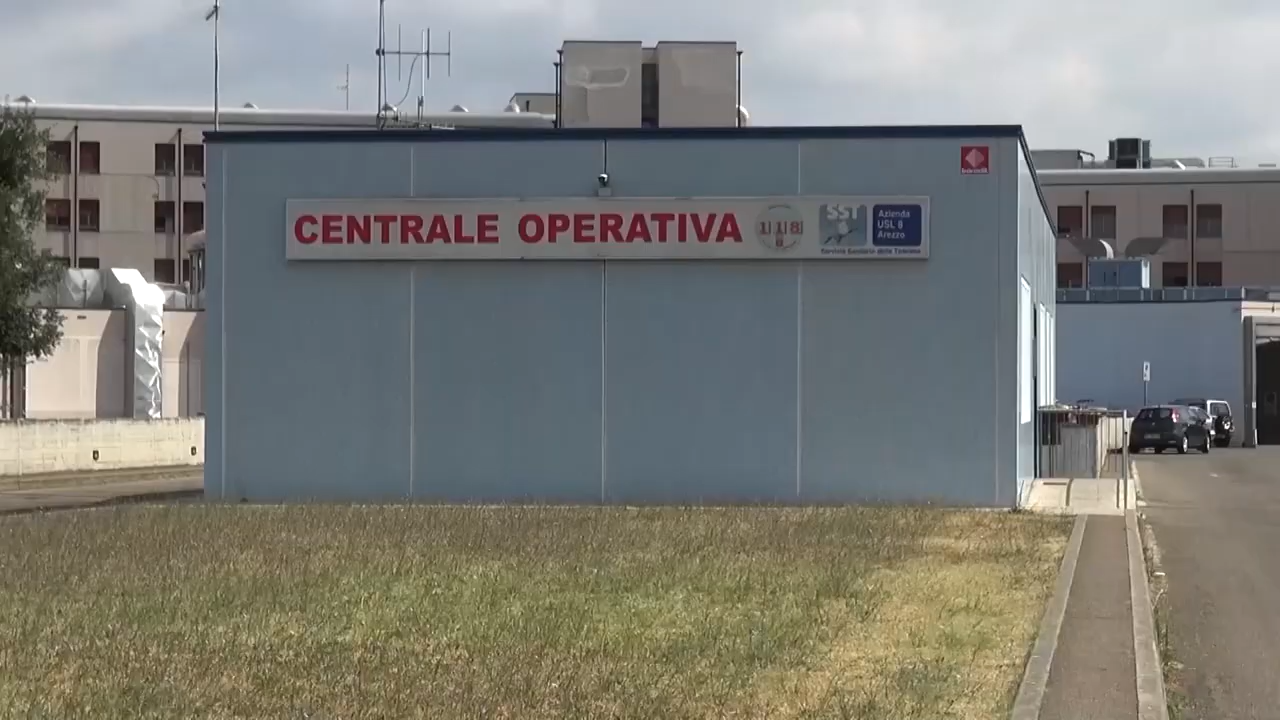 CENTRALE OPERATIVA
118
SST
Servizio Sanitario della Toscana
Azienda
USL 8
Arezzo